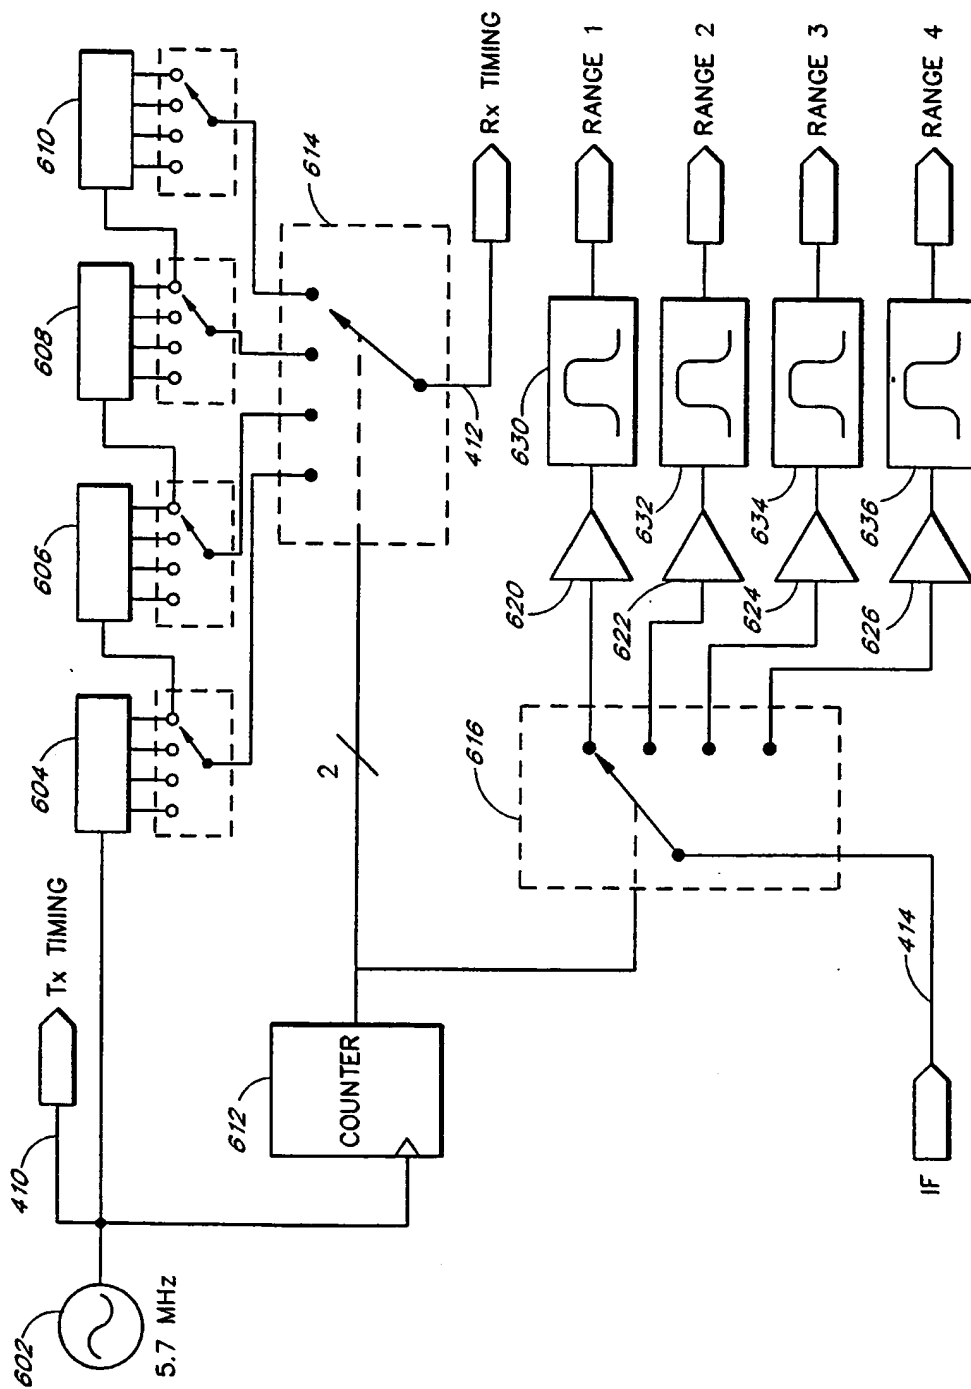 602
5.7 MHz
410
Tx TIMING
604
606
608
610
612
COUNTER
2
614
412
Rx TIMING
616
620
622
624
626
630
632
634
636
RANGE 1
RANGE 2
RANGE 3
RANGE 4
414
IF